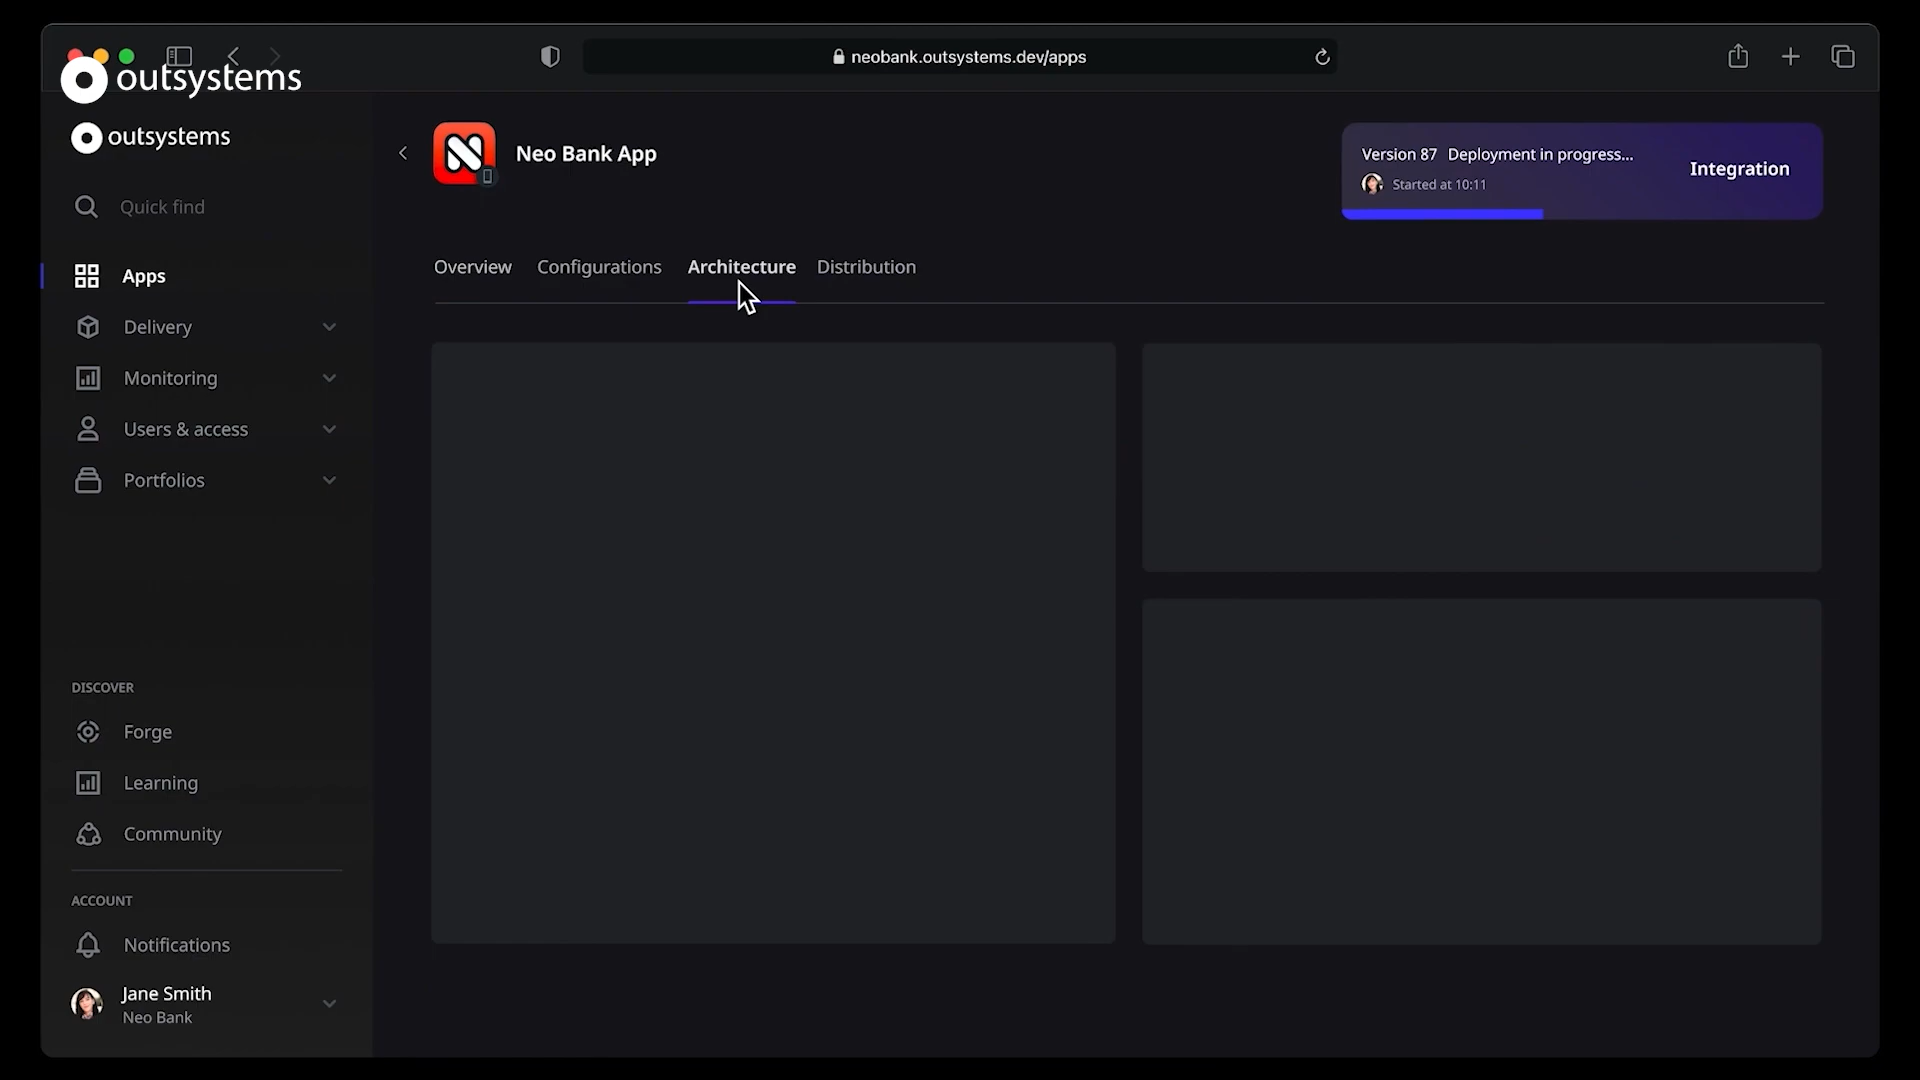 neobank.outsystems.dev/apps
outsystems
outsystems
Quick find
Apps
Delivery
Monitoring
Users & access
Portfolios
DISCOVER
Forge
Learning
Community
ACCOUNT
Notifications
Jane Smith
Neo Bank
Neo Bank App
Version 87 Deployment in progress...
Started at 10:11
Integration
Overview Configurations Architecture Distribution